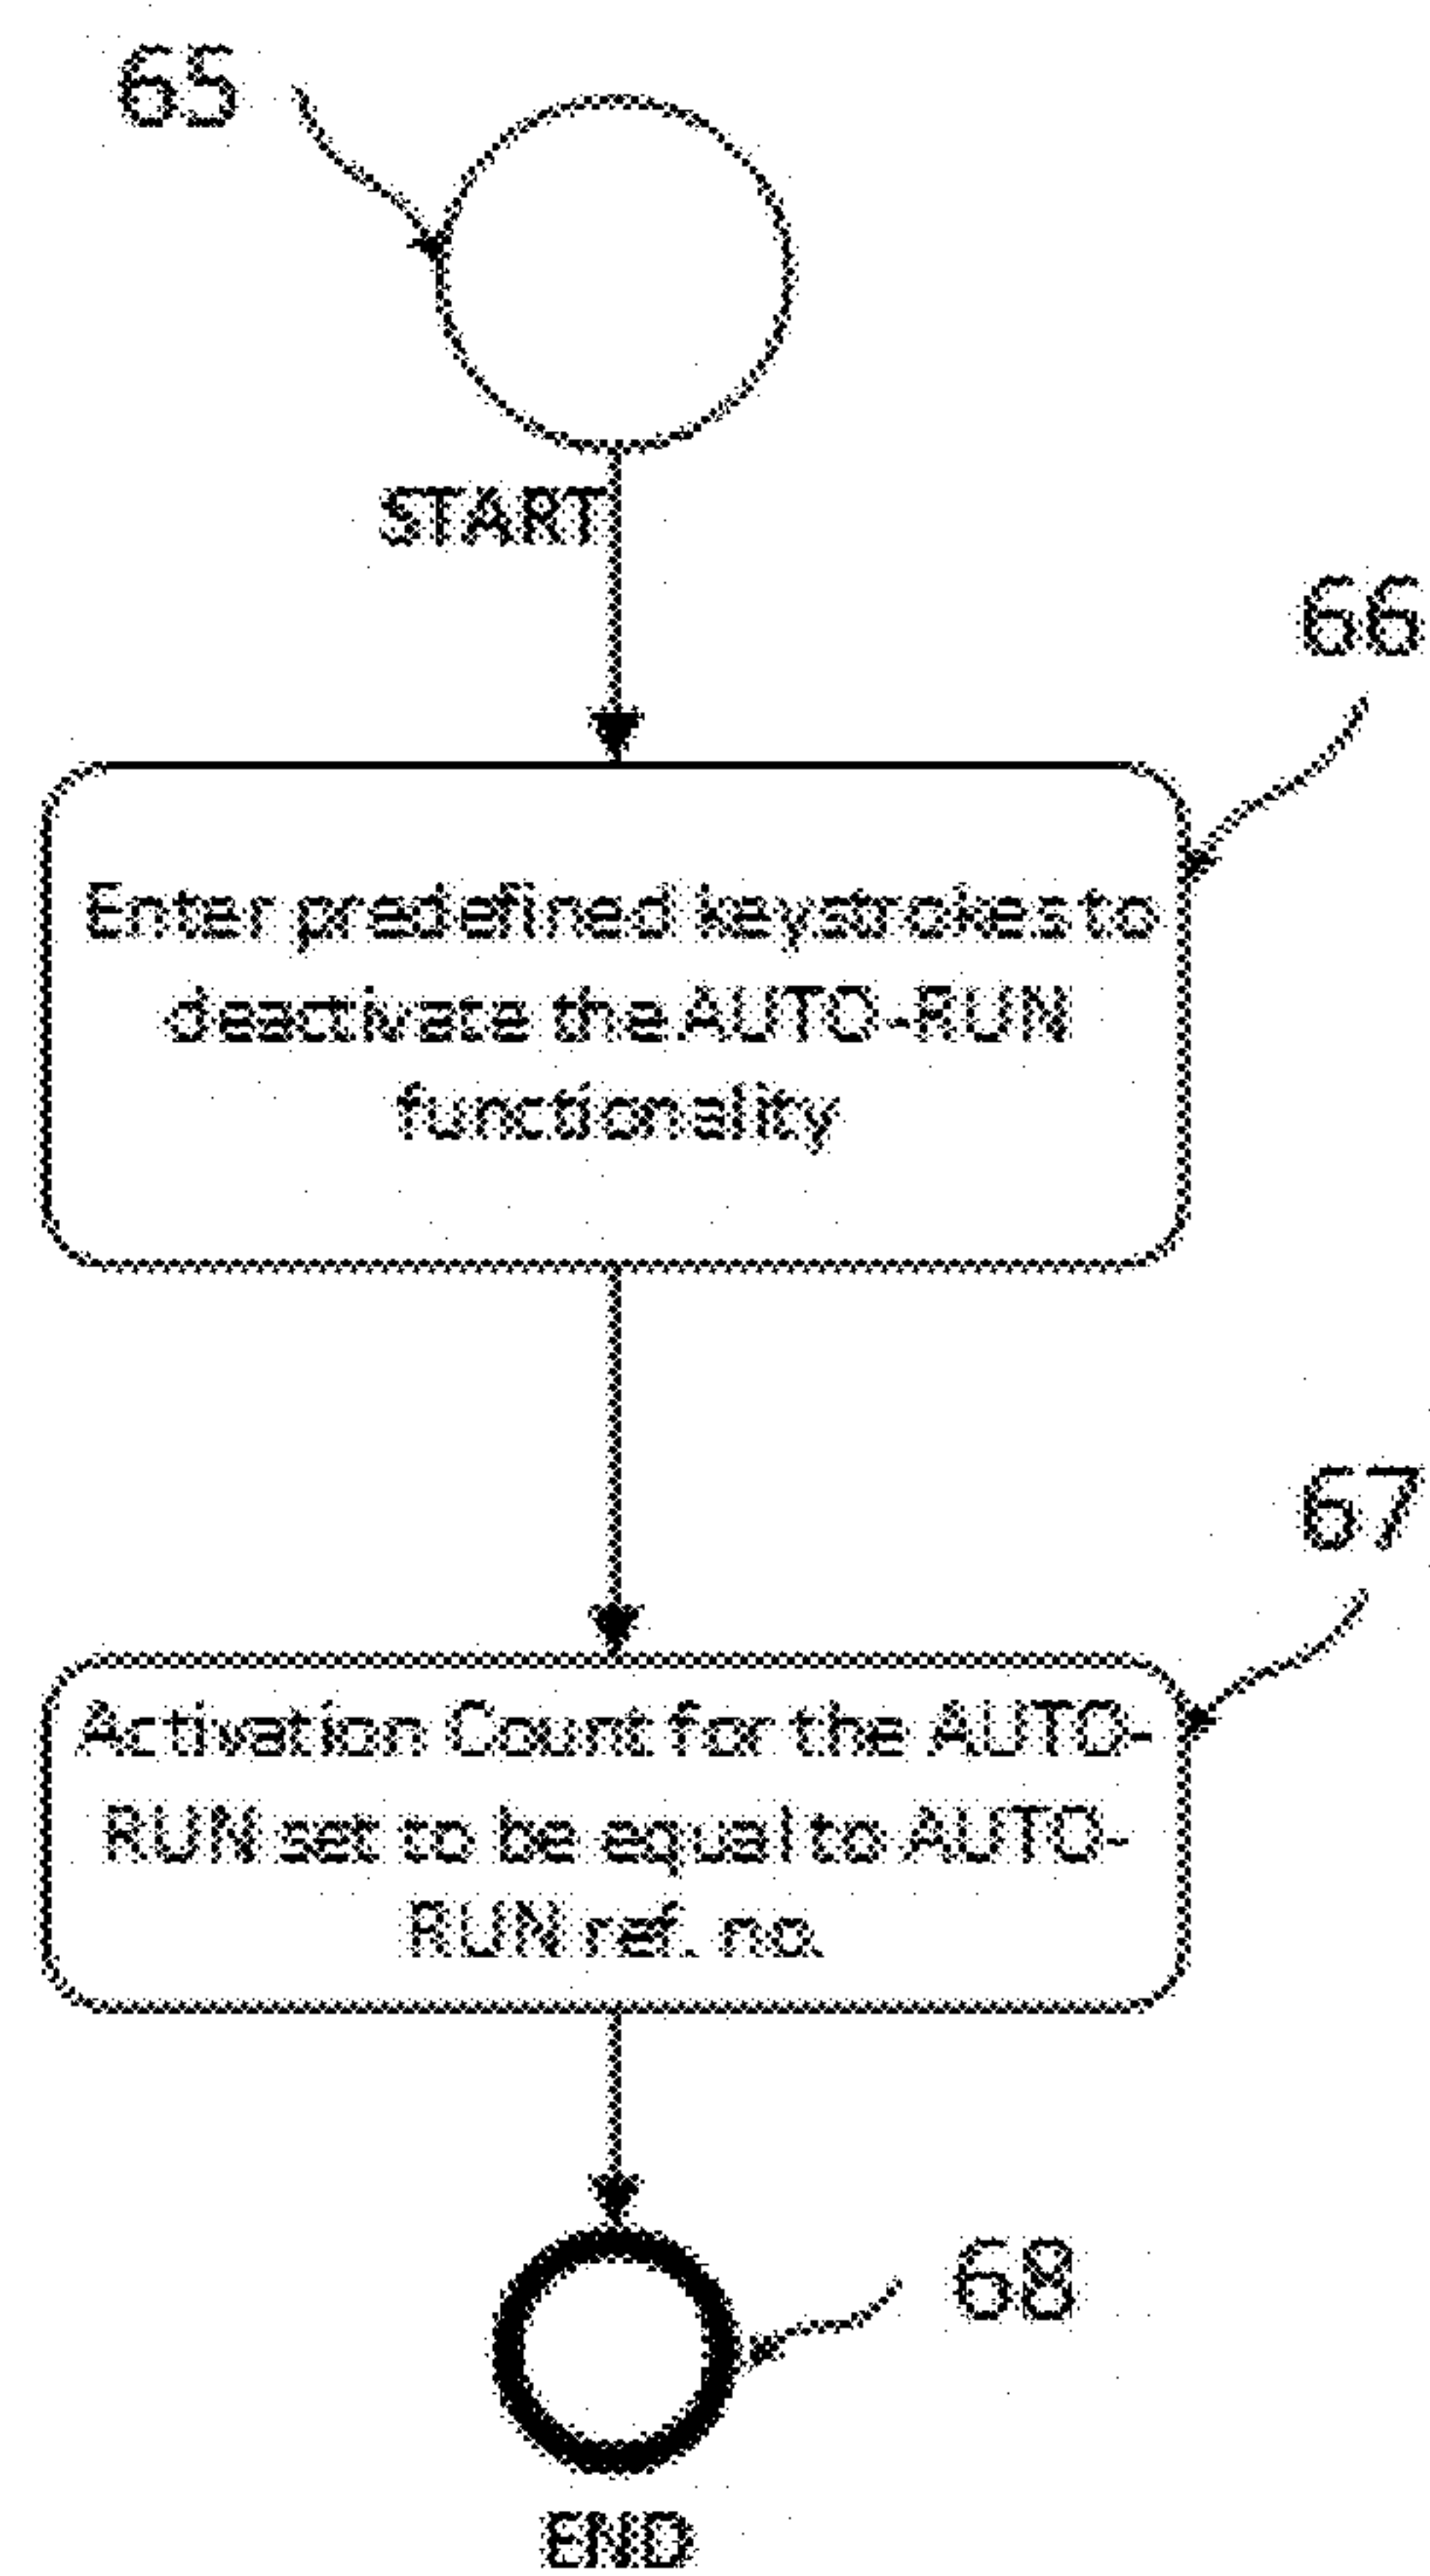 65
START
66
Enter predefined keystrokes to
deactivate the AUTO-RUN
functionality
67
Activation Count for the AUTO-
RUN set to be equal to AUTO-
RUN ref. no.
68
END